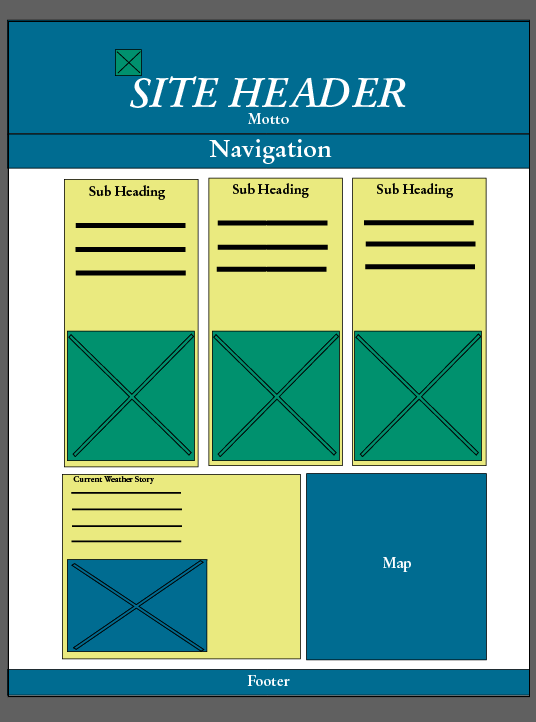 SITE HEADER
Motto
Navigation
Sub Heading
Sub Heading
Sub Heading
Current Weather Story
Map
Footer